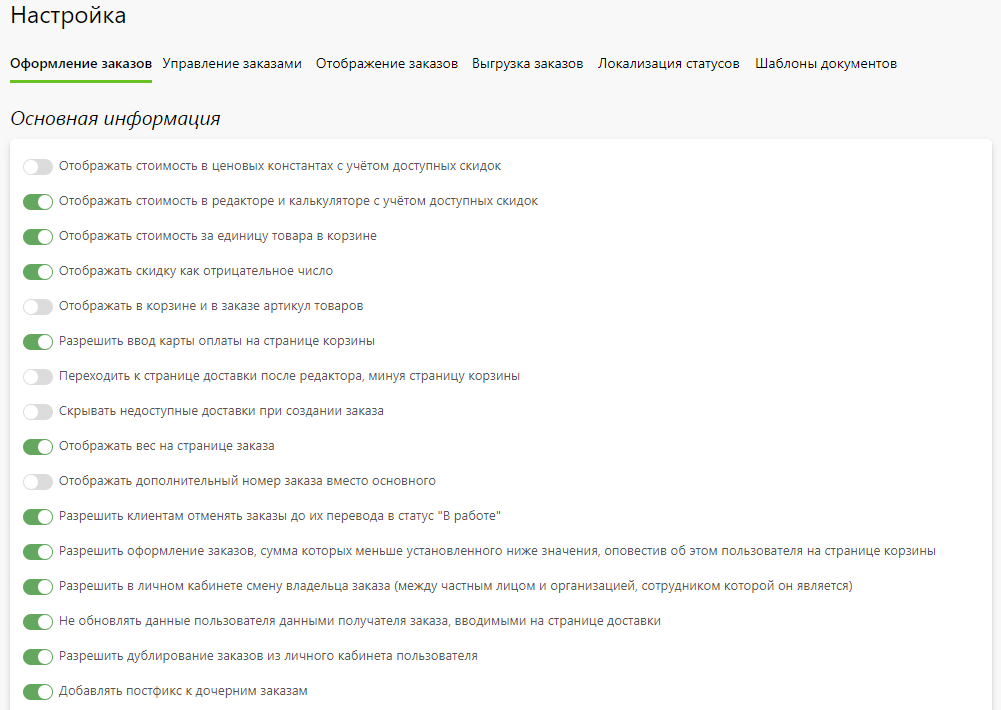 Настройка
Оформление заказов Управление заказами Отображение заказов Выгрузка заказов Локализация статусов Шаблоны документов
Основная информация
Отображать стоимость в ценовых константах с учётом доступных скидок
Отображать стоимость в редакторе и калькуляторе с учётом доступных скидок
Отображать стоимость за единицу товара в корзине
Отображать скидку как отрицательное число
Отображать в корзине и в заказе артикул товаров
Разрешить ввод карты оплаты на странице корзины
Переходить к странице доставки после редактора, минуя страницу корзины
Скрывать недоступные доставки при создании заказа
Отображать вес на странице заказа
Отображать дополнительный номер заказа вместо основного
Разрешить клиентам отменять заказы до их перевода в статус "В работе"
Разрешить оформление заказов, сумма которых меньше установленного ниже значения, оповестив об этом пользователя на странице корзины
Разрешить в личном кабинете смену владельца заказа (между частным лицом и организацией, сотрудником которой он является)
Не обновлять данные пользователя данными получателя заказа, вводимыми на странице доставки
Разрешить дублирование заказов из личного кабинета пользователя
Добавлять постфикс к дочерним заказам